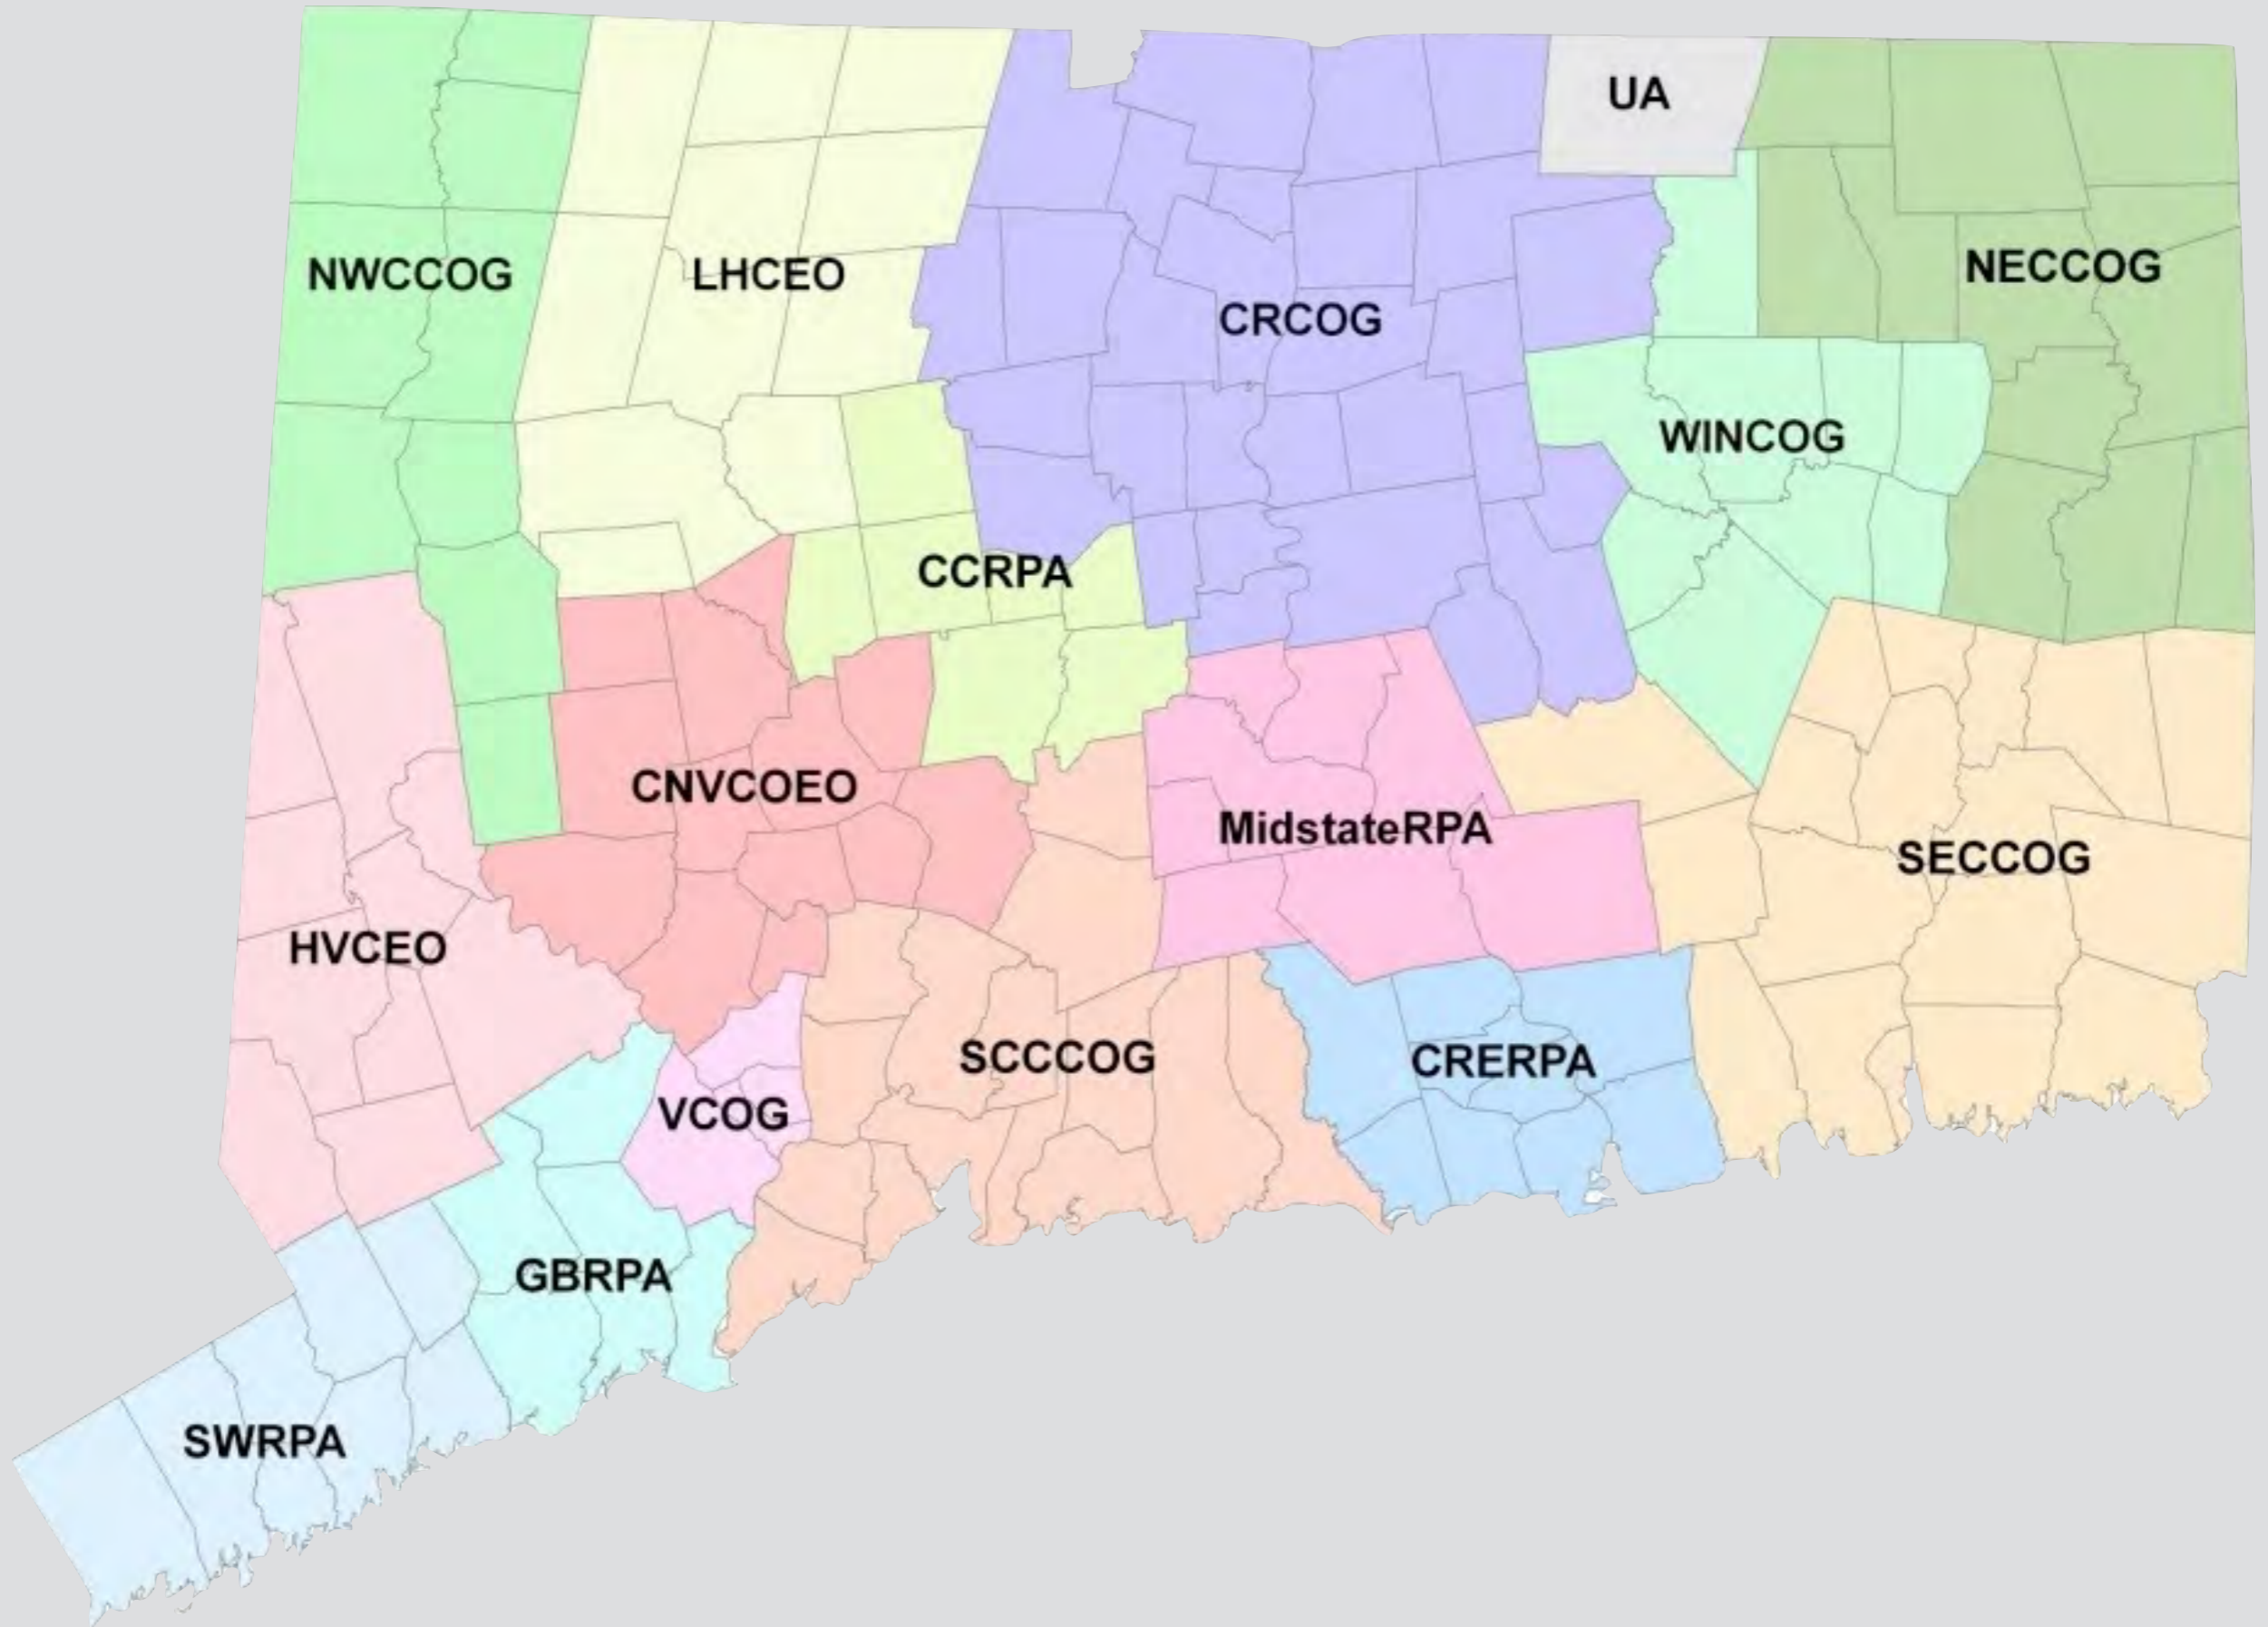 UA
NWCCOG
LHCEO
NECCOG
CRCOG
WINCOG
CCRPA
CNVCOEO
MidstateRPA
SECCOG
HVCEO
SCCCOG
CRERPA
VCOG
GBRPA
SWRPA